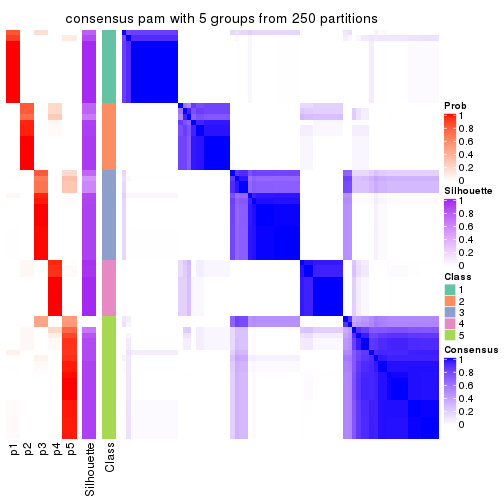 consensus pam with 5 groups from 250 partitions
Prob
1
0.8
0.6
0.4
0.2
0
Silhouette
1
0.8
0.6
0.4
0.2
0
Class
1
2
3
4
5
Consensus
1
0.8
0.6
0.4
0.2
0
p1
p2
p3
p4
p5
Silhouette
Class